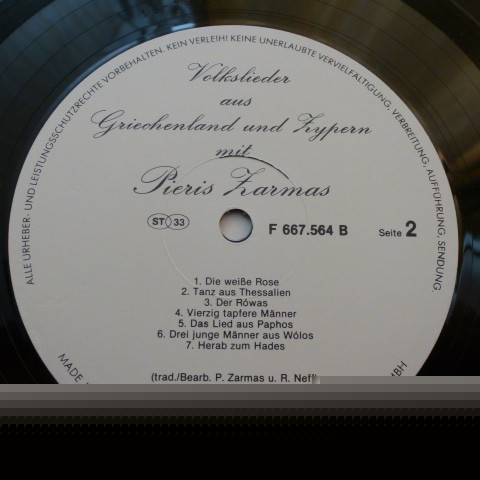 ALLE URHEBER- UND LEISTUNGSSCHUTZRECHTE VORBEHALTEN. KEIN VERLEIH! KEINE UNERLAUBTE VERVIELFÄLTIGUNG, VERBREITUNG, AUFFÜHRUNG, SENDUNG.
Volkslieder
aus
Griechenland und Zypern
mit
Pieris Zarmas
ST 33
F 667.564 B
Seite 2
1. Die weiße Rose
2. Tanz aus Thessalien
3. Der Rówas
4. Vierzig tapfere Männer
5. Das Lied aus Paphos
6. Drei junge Männer aus Wólos
7. Herab zum Hades
(trad./Bearb. P. Zarmas u. R. Neff
MADE